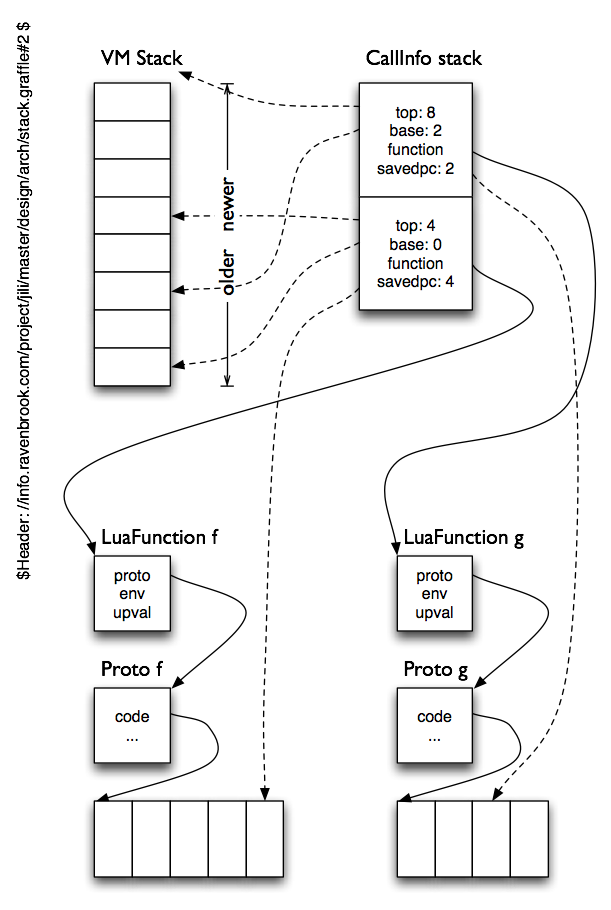 $Header: //info.ravenbrook.com/project/jili/master/design/arch/stack.graffle#2 $
VM Stack
CallInfo stack
older newer
top: 8
base: 2
function
savedpc: 2
top: 4
base: 0
function
savedpc: 4
LuaFunction f
proto
env
upval
LuaFunction g
proto
env
upval
Proto f
code
...
Proto g
code
...